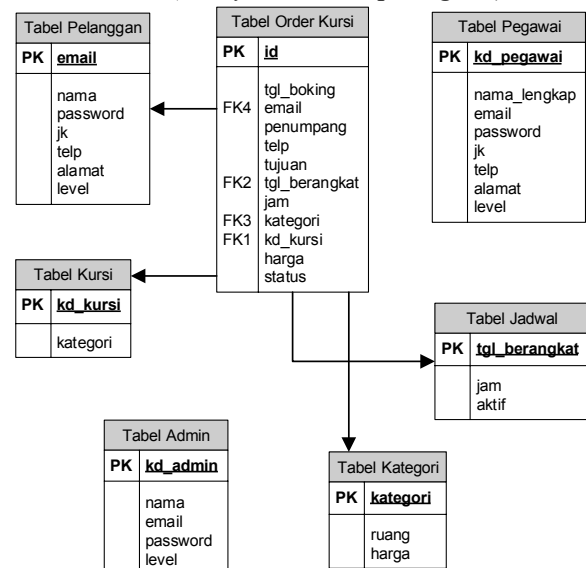 Tabel Pelanggan
PK email
nama
password
jk
telp
alamat
level
Tabel Order Kursi
PK id
tgl_boking
FK4 email
penumpang
telp
tujuan
FK2 tgl_berangkat
jam
FK3 kategori
FK1 kd_kursi
harga
status
Tabel Pegawai
PK kd_pegawai
nama_lengkap
email
password
jk
telp
alamat
level
Tabel Kursi
PK kd_kursi
kategori
Tabel Jadwal
PK tgl_berangkat
jam
aktif
Tabel Admin
PK kd_admin
nama
email
password
level
Tabel Kategori
PK kategori
ruang
harga